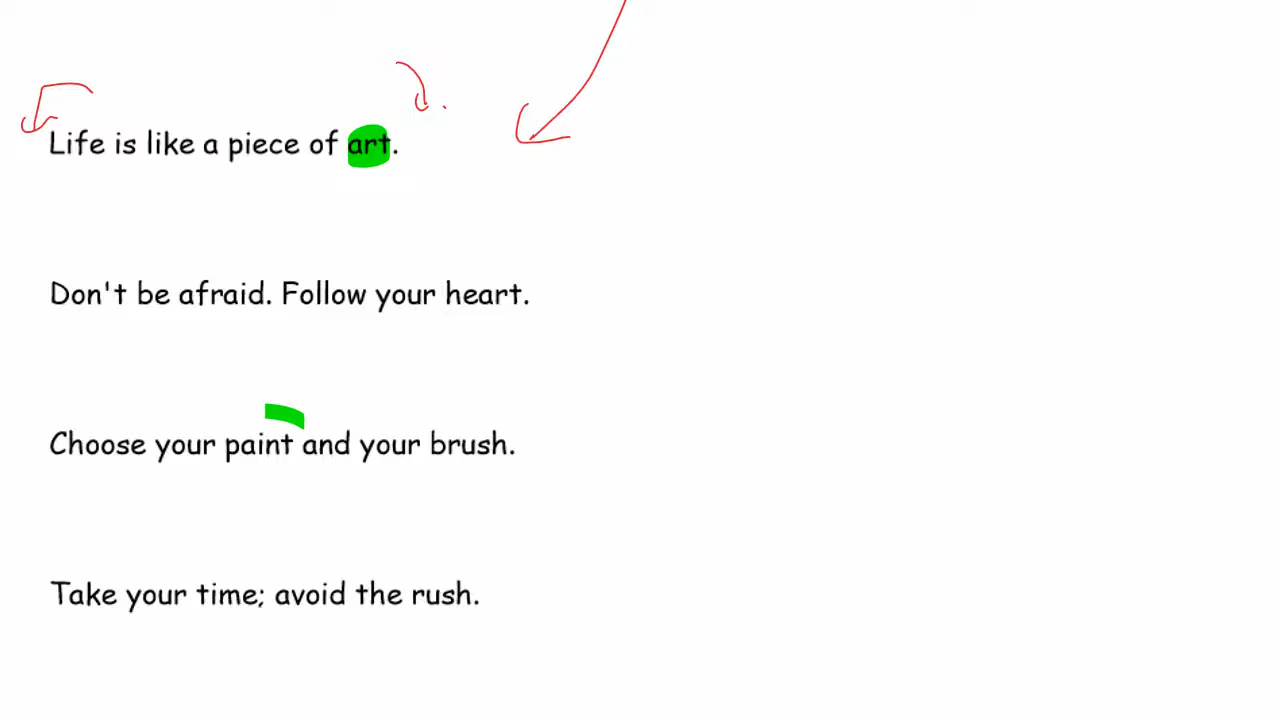 Life is like a piece of art.
Don't be afraid. Follow your heart.
Choose your paint and your brush.
Take your time; avoid the rush.